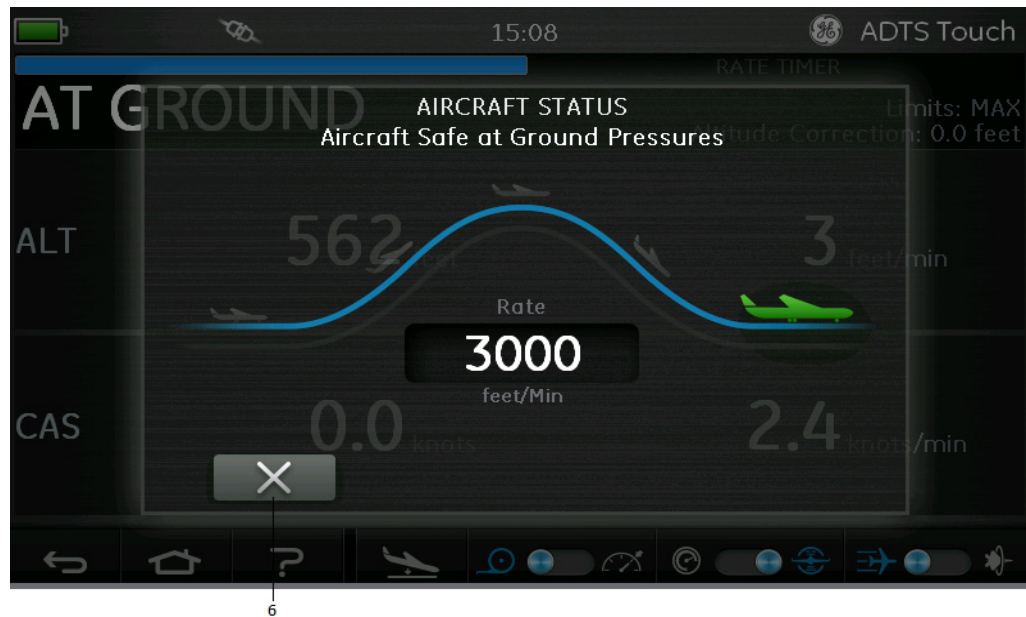 15:08 ADTS Touch
RATE TIMER
AT GROUND
AIRCRAFT STATUS
Aircraft Safe at Ground Pressures
Limits: MAX
Altitude Correction: 0.0 feet
ALT 562 feet 3 feet/min
Rate
3000
feet/Min
CAS 0.0 knots 2.4 knots/min
?
6